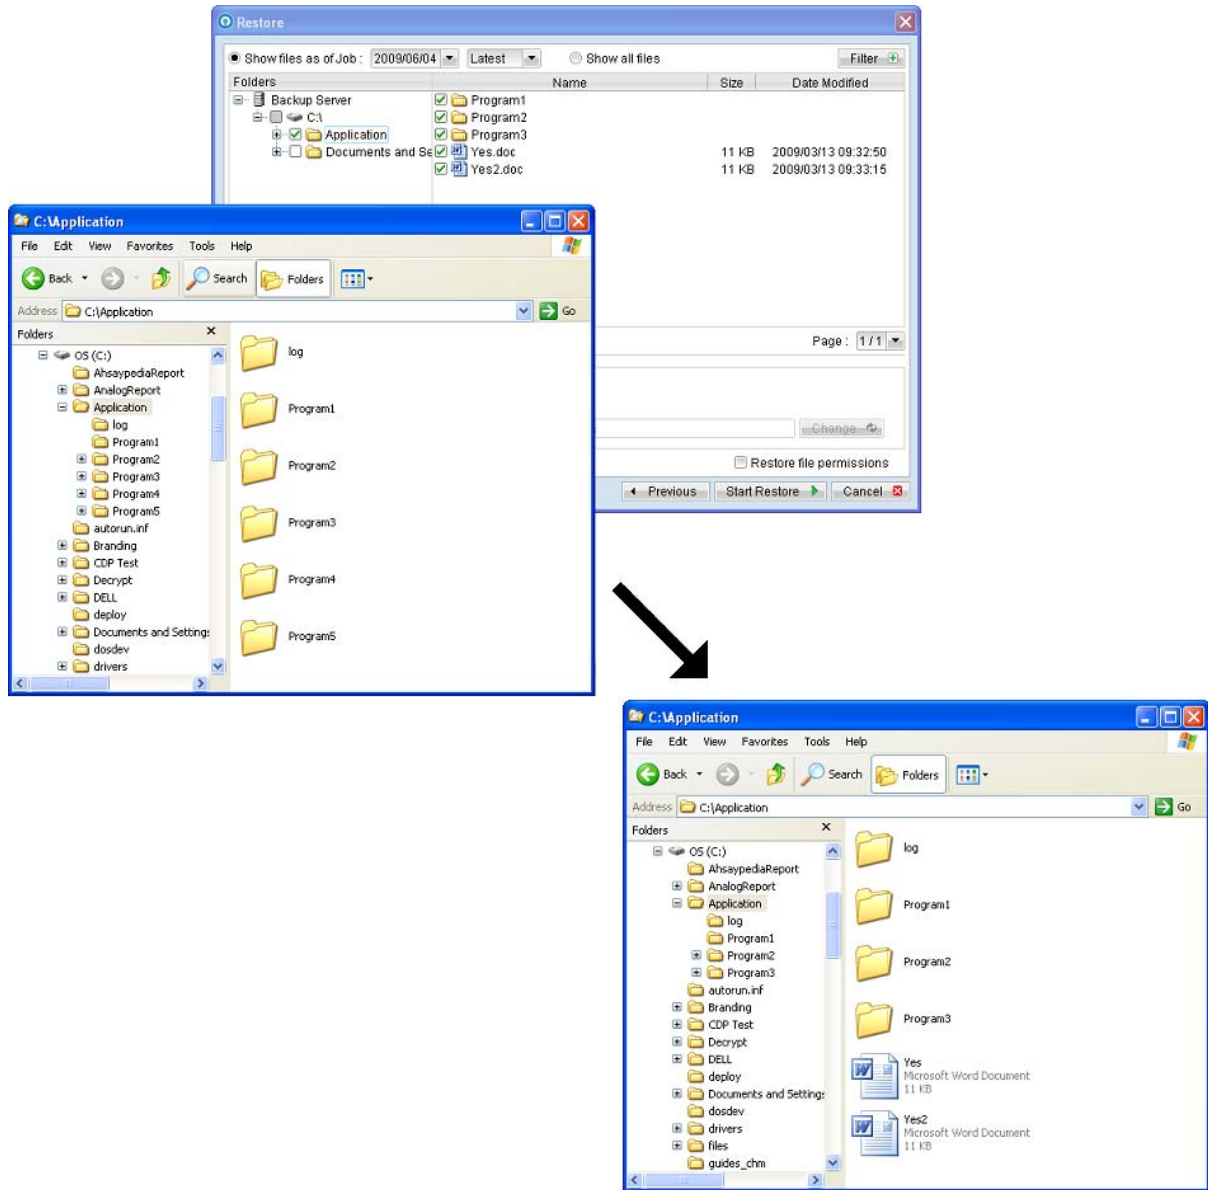 Restore
Show files as of Job : 2009/06/04 Latest Show all files Filter
Folders Name Size Date Modified
Backup Server
C:\
Application
Documents and Se
Program1
Program2
Program3
Yes.doc 11 KB 2009/03/13 09:32:50
Yes2.doc 11 KB 2009/03/13 09:33:15
Page : 1 / 1
Change
Restore file permissions
Previous Start Restore Cancel
C:\Application
File Edit View Favorites Tools Help
Back Search Folders
Address C:\Application Go
Folders
OS (C:)
AhsaypediaReport
AnalogReport
Application
log
Program1
Program2
Program3
Program4
Program5
autorun.inf
Branding
CDP Test
Decrypt
DELL
deploy
Documents and Settings
dosdev
drivers
log
Program1
Program2
Program3
Program4
Program5
C:\Application
File Edit View Favorites Tools Help
Back Search Folders
Address C:\Application Go
Folders
OS (C:)
AhsaypediaReport
AnalogReport
Application
log
Program1
Program2
Program3
autorun.inf
Branding
CDP Test
Decrypt
DELL
deploy
Documents and Settings
dosdev
drivers
files
guides_chm
log
Program1
Program2
Program3
Yes
Microsoft Word Document
11 KB
Yes2
Microsoft Word Document
11 KB